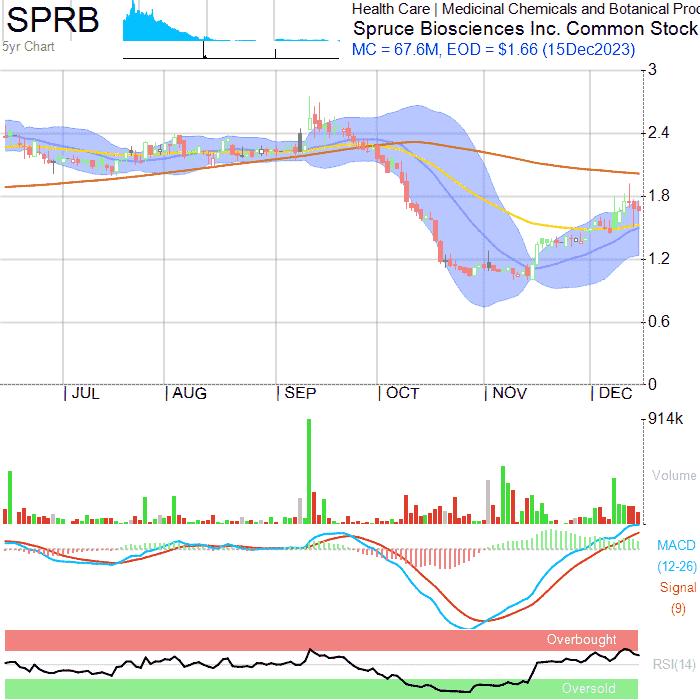 SPRB
5yr Chart
Health Care | Medicinal Chemicals and Botanical Proc
Spruce Biosciences Inc. Common Stock
MC = 67.6M, EOD = $1.66 (15Dec2023)
3
2.4
1.8
1.2
0.6
0
JUL AUG SEP OCT NOV DEC
914k
Volume
MACD
(12-26)
Signal
(9)
Overbought
RSI(14)
Oversold